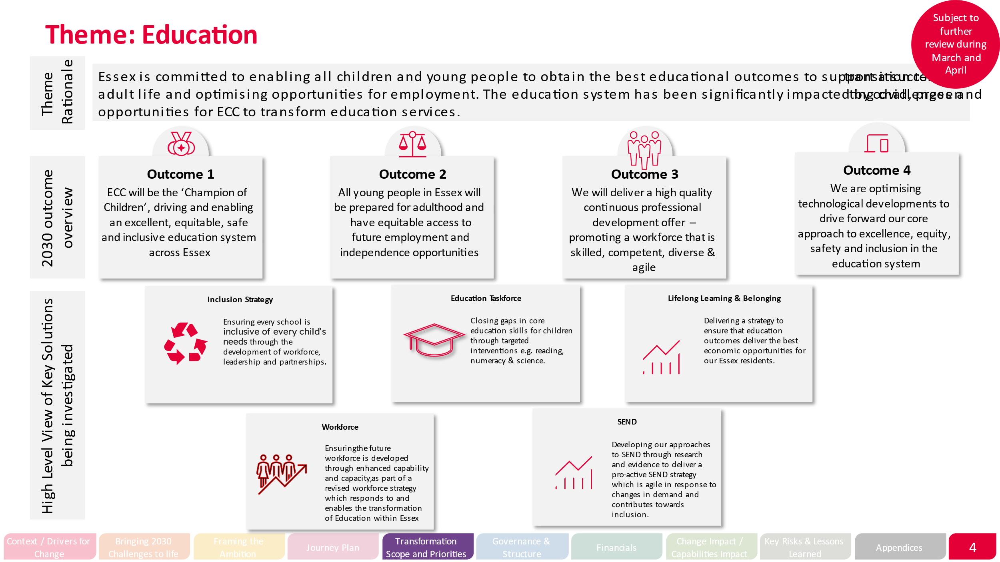 Theme: Education
Subject to
further
review during
March and
April
Theme
Rationale
Essex is committed to enabling all children and young people to obtain the best educational outcomes to support a
adult life and optimising opportunities for employment. The education system has been significantly impacted by covid, and
opportunities for ECC to transform education services.
2030 outcome
overview
Outcome 1
ECC will be the ‘Champion of
Children’, driving and enabling
an excellent, equitable, safe
and inclusive education system
across Essex
Outcome 2
All young people in Essex will
be prepared for adulthood and
have equitable access to
future employment and
independence opportunities
Outcome 3
We will deliver a high quality
continuous professional
development offer –
promoting a workforce that is
skilled, competent, diverse &
agile
Outcome 4
We are optimising
technological developments to
drive forward our core
approach to excellence, equity,
safety and inclusion in the
education system
High Level View of Key Solutions
being investigated
Inclusion Strategy
Ensuring every school is
inclusive of every child’s
needs through the
development of workforce,
leadership and partnerships.
Education Taskforce
Closing gaps in core
education skills for children
through targeted
interventions e.g. reading,
numeracy & science.
Lifelong Learning & Belonging
Delivering a strategy to
ensure that education
outcomes deliver the best
economic opportunities for
our Essex residents.
Workforce
Ensuringthe future
workforce is developed
through enhanced capability
and capacity,as part of a
revised workforce strategy
which responds to and
enables the transformation
of Education within Essex
SEND
Developing our approaches
to SEND through research
and evidence to deliver a
pro-active SEND strategy
which is agile in response to
changes in demand and
contributes towards
inclusion.
Context / Drivers for
Change
Bringing 2030
Challenges to life
Framing the
Ambition
Journey Plan
Transformation
Scope and Priorities
Governance &
Structure
Financials
Change Impact /
Capabilities Impact
Key Risks & Lessons
Learned
Appendices
4